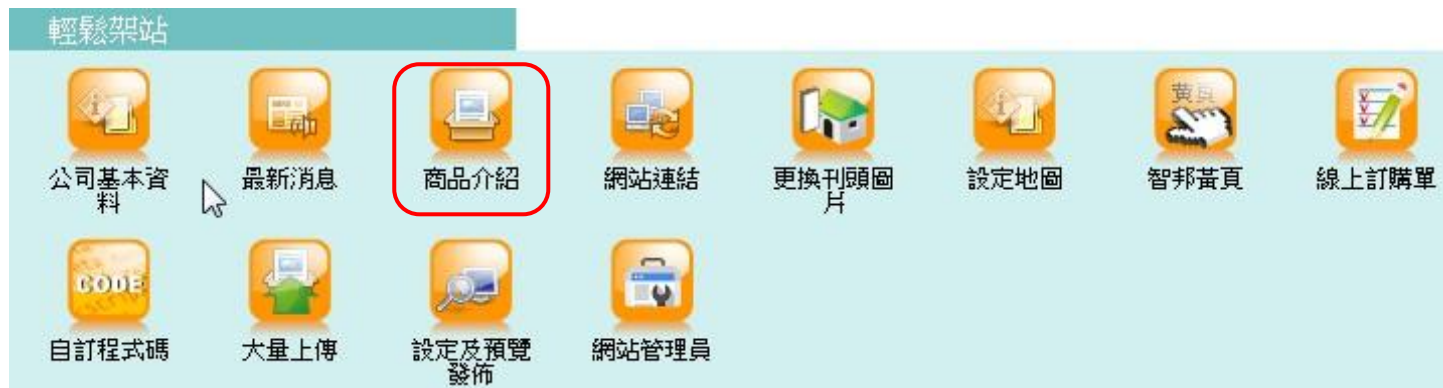 輕鬆架站
公司基本資
料
最新消息
商品介紹
網站連結
更換刊頭圖
片
設定地圖
黃頁
智邦黃頁
線上訂購單
CODE
自訂程式碼
大量上傳
設定及預覽
發佈
網站管理員